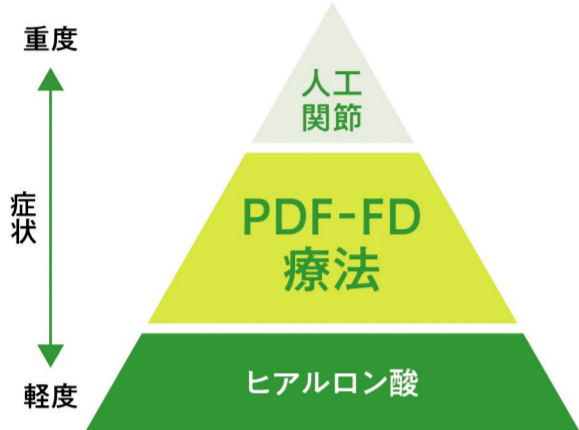 重度
人工
関節
症状
PDF-FD
療法
ヒアルロン酸
軽度